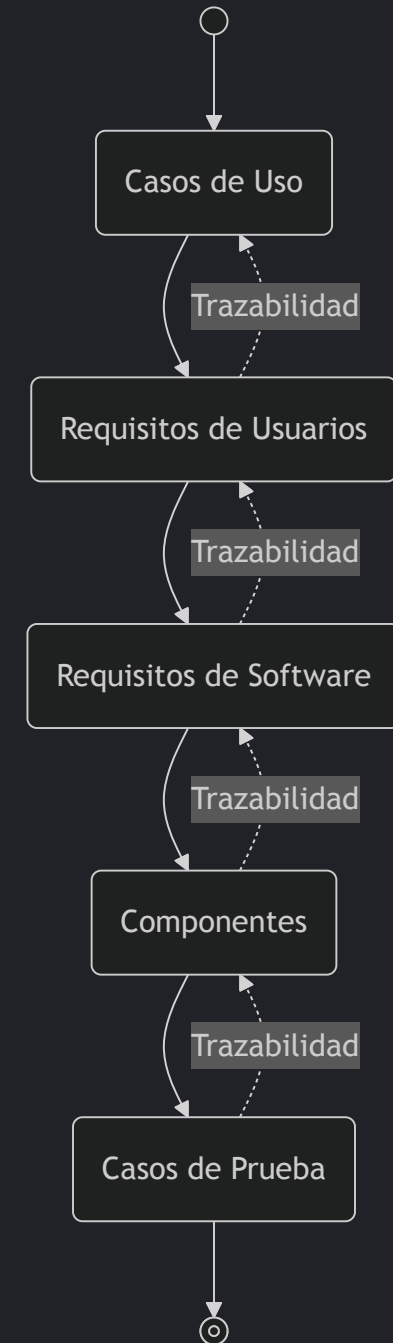 Casos de Uso
Trazabilidad
Requisitos de Usuarios
Trazabilidad
Requisitos de Software
Trazabilidad
Componentes
Trazabilidad
Casos de Prueba